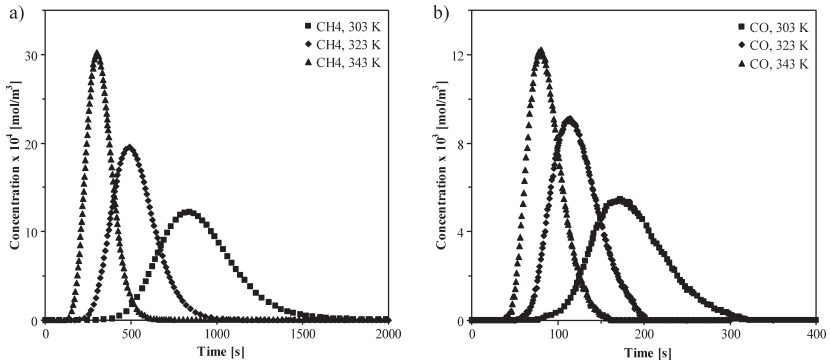 a)
Concentration x 10⁴ [mol/m³]
30
20
10
0
0 500 1000 1500 2000
Time [s]
CH4, 303 K
CH4, 323 K
CH4, 343 K
b)
Concentration x 10³ [mol/m³]
12
8
4
0
0 100 200 300 400
Time [s]
CO, 303 K
CO, 323 K
CO, 343 K